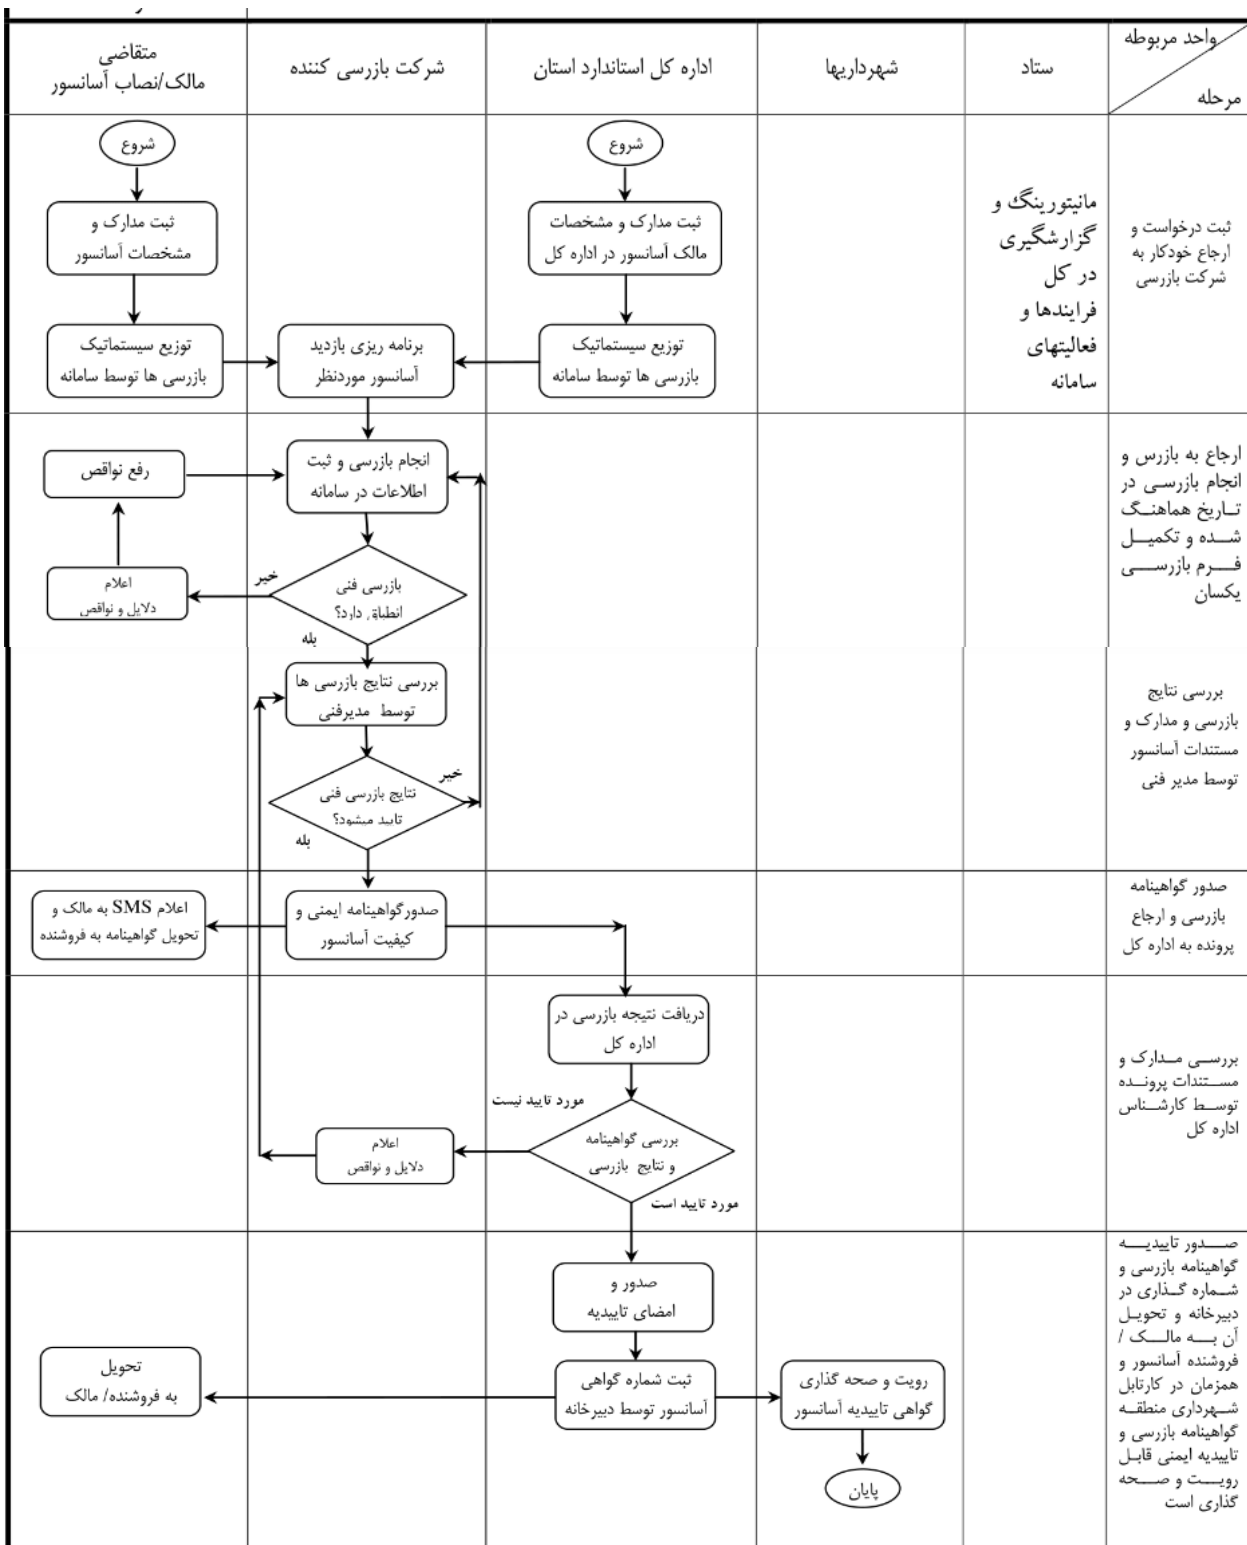 واحد مربوطه
مرحله
ستاد
شهرداریها
اداره کل استاندارد استان
شرکت بازرسی کننده
متقاضی
مالک/نصاب آسانسور
ثبت درخواست و
ارجاع خودکار به
شرکت بازرسی
مانیتورینگ و
گزارشگیری
در کل
فرایندها و
فعالیتهای
سامانه
شروع
ثبت مدارک و مشخصات
مالک آسانسور در اداره کل
توزیع سیستماتیک
بازرسی ها توسط سامانه
برنامه ریزی بازدید
آسانسور موردنظر
شروع
ثبت مدارک و
مشخصات آسانسور
توزیع سیستماتیک
بازرسی ها توسط سامانه
ارجاع به بازرس و
انجام بازرسی در
تاریخ هماهنگ
شده و تکمیل
فرم بازرسی
یکسان
انجام بازرسی و ثبت
اطلاعات در سامانه
بازرسی فنی
انطباق دارد؟
خیر
بله
رفع نواقص
اعلام
دلایل و نواقص
بررسی نتایج
بازرسی و مدارک و
مستندات آسانسور
توسط مدیر فنی
بررسی نتایج بازرسی ها
توسط مدیرفنی
نتایج بازرسی فنی
تایید میشود؟
خیر
بله
صدور گواهینامه
بازرسی و ارجاع
پرونده به اداره کل
صدورگواهینامه ایمنی و
کیفیت آسانسور
اعلام SMS به مالک و
تحویل گواهینامه به فروشنده
بررسی مدارک و
مستندات پرونده
توسط کارشناس
اداره کل
دریافت نتیجه بازرسی در
اداره کل
بررسی گواهینامه
و نتایج بازرسی
مورد تایید نیست
مورد تایید است
اعلام
دلایل و نواقص
صدور تاییدیه
گواهینامه بازرسی و
شماره گذاری در
دبیرخانه و تحویل
آن به مالک /
فروشنده آسانسور و
همزمان در کارتابل
شهرداری منطقه
گواهینامه بازرسی و
تاییدیه ایمنی قابل
رویت و صحه
گذاری است
صدور و
امضای تاییدیه
ثبت شماره گواهی
آسانسور توسط دبیرخانه
رویت و صحه گذاری
گواهی تاییدیه آسانسور
پایان
تحویل
به فروشنده/ مالک